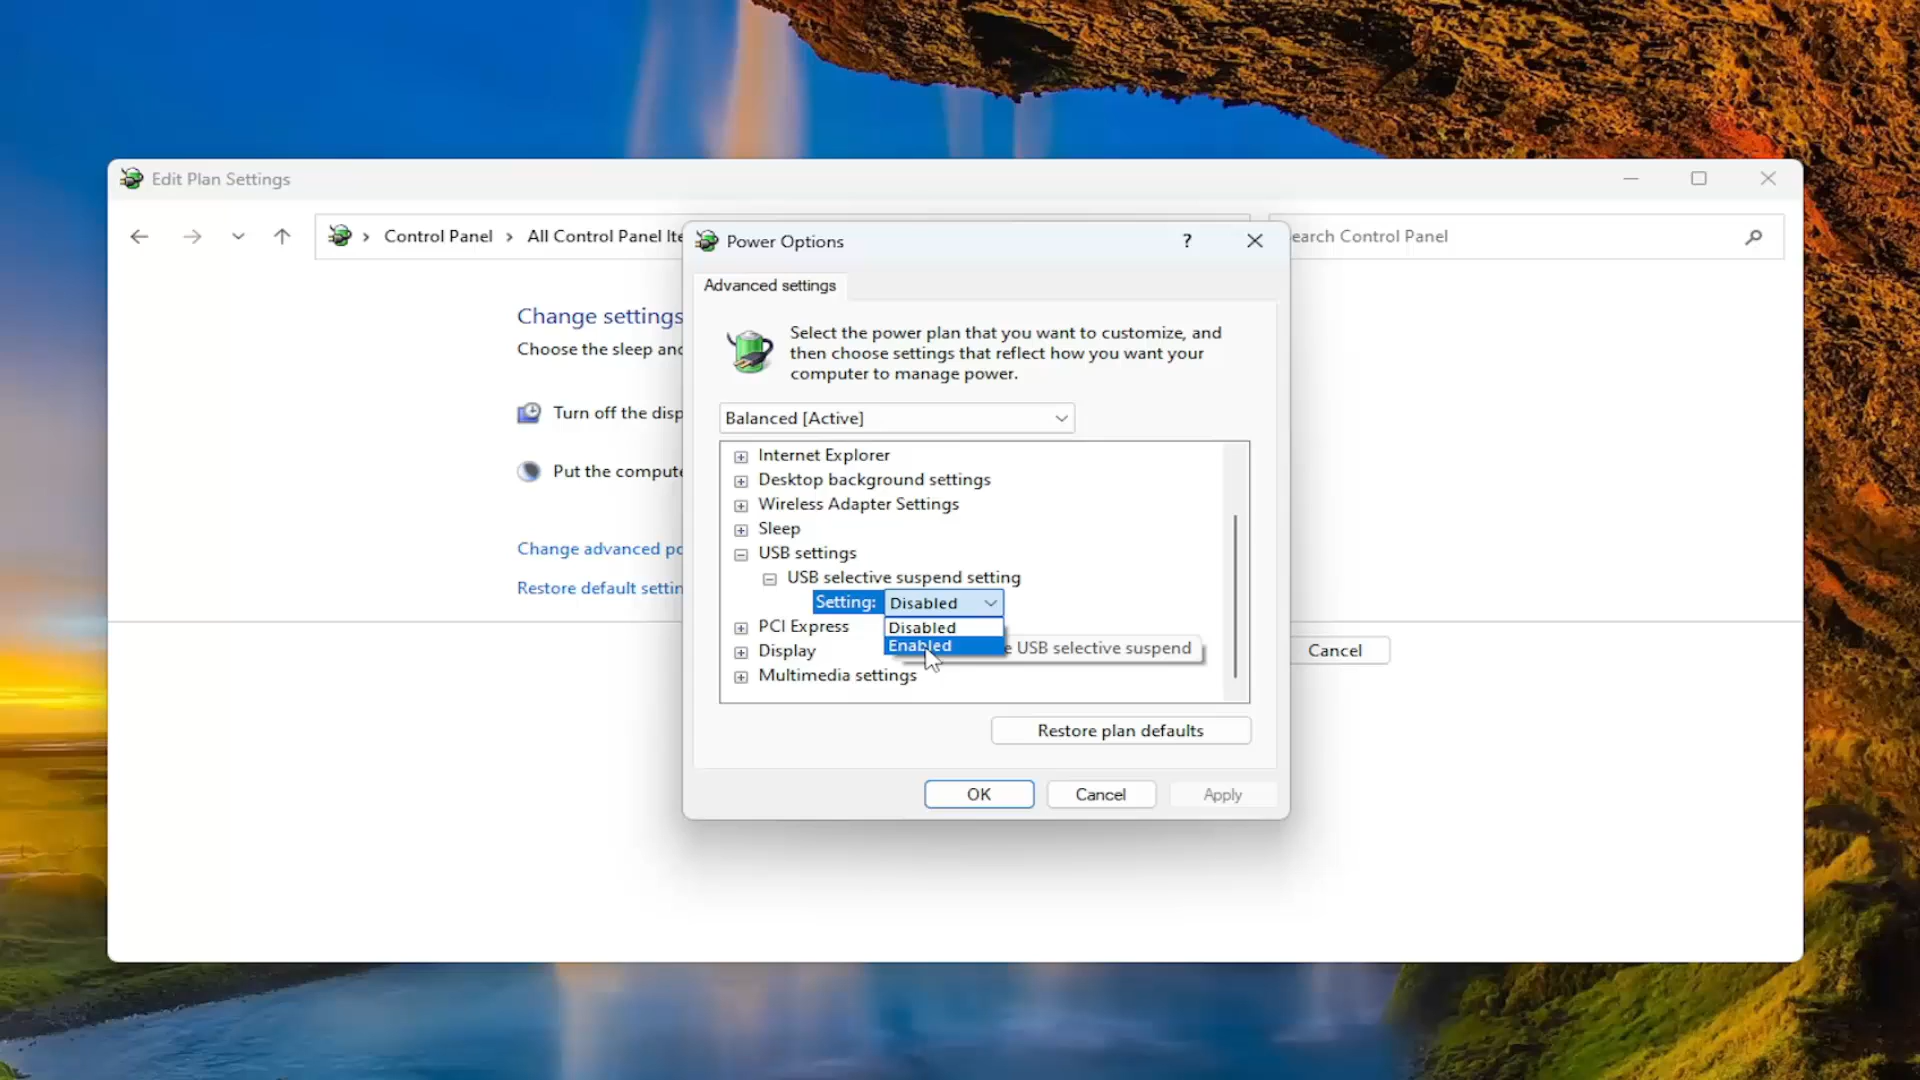 Edit Plan Settings
Control Panel
All Control Panel Ite
earch Control Panel
Change settings
Choose the sleep and
Turn off the disp
Put the compute
Change advanced po
Restore default settin
Cancel
Power Options
?
Advanced settings
Select the power plan that you want to customize, and
then choose settings that reflect how you want your
computer to manage power.
Balanced [Active]
Internet Explorer
Desktop background settings
Wireless Adapter Settings
Sleep
USB settings
USB selective suspend setting
Setting: Disabled
Disabled
Enabled
e USB selective suspend
PCI Express
Display
Multimedia settings
Restore plan defaults
OK
Cancel
Apply